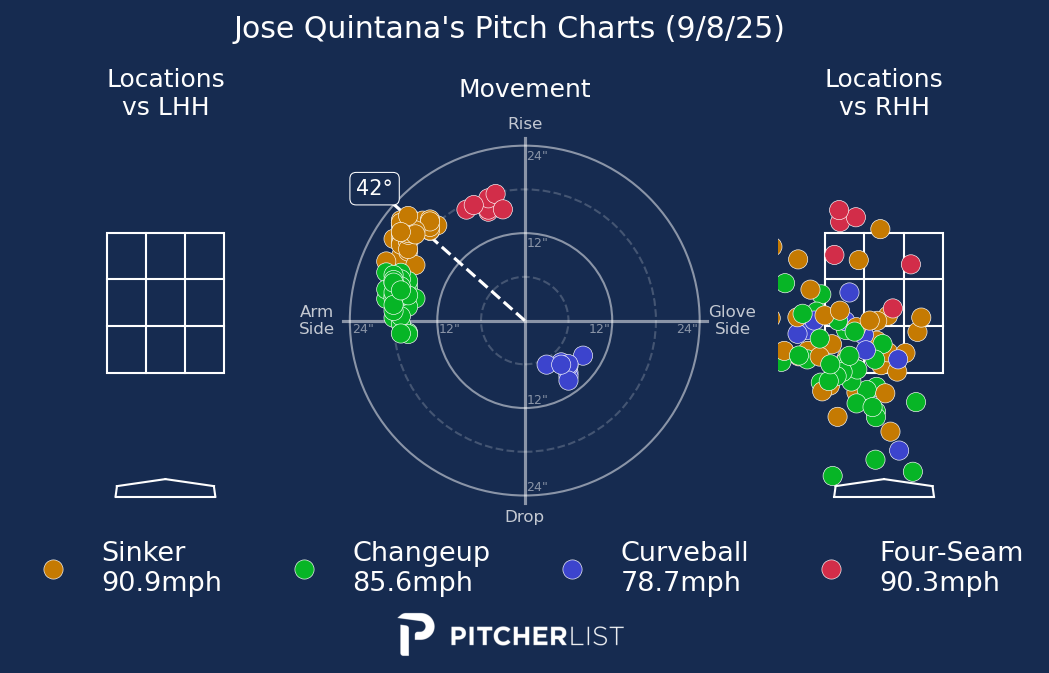 Jose Quintana's Pitch Charts (9/8/25)
Locations
vs LHH
Movement
Locations
vs RHH
Rise
24"
42°
12"
Arm
Side
24"
12"
12"
24"
Glove
Side
12"
24"
Drop
Sinker
90.9mph
Changeup
85.6mph
Curveball
78.7mph
Four-Seam
90.3mph
PITCHERLIST